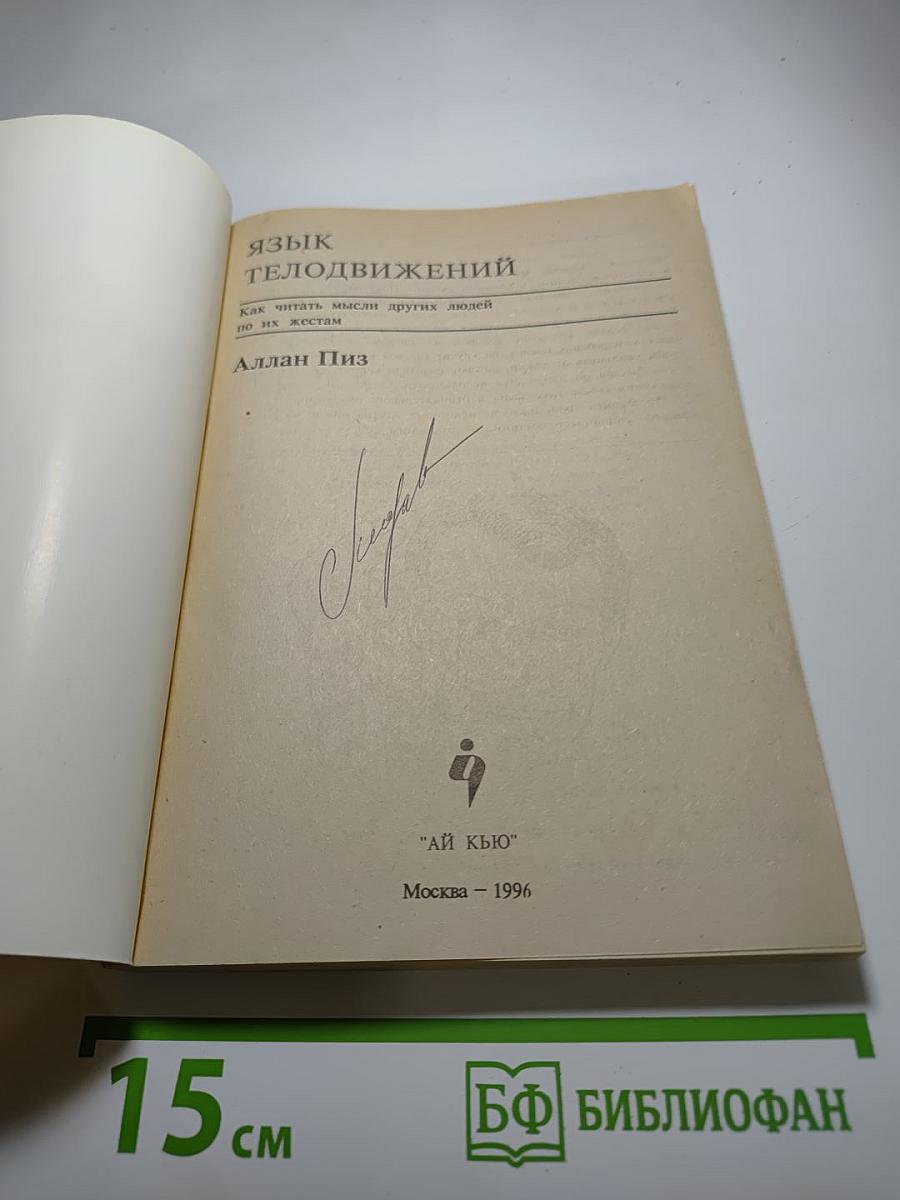 ЯЗЫК
ТЕЛОДВИЖЕНИЙ
Как читать мысли других людей
по их жестам
Аллан Пиз
"АЙ КЬЮ"
Москва — 1996
15 см
БФ БИБЛИОФАН